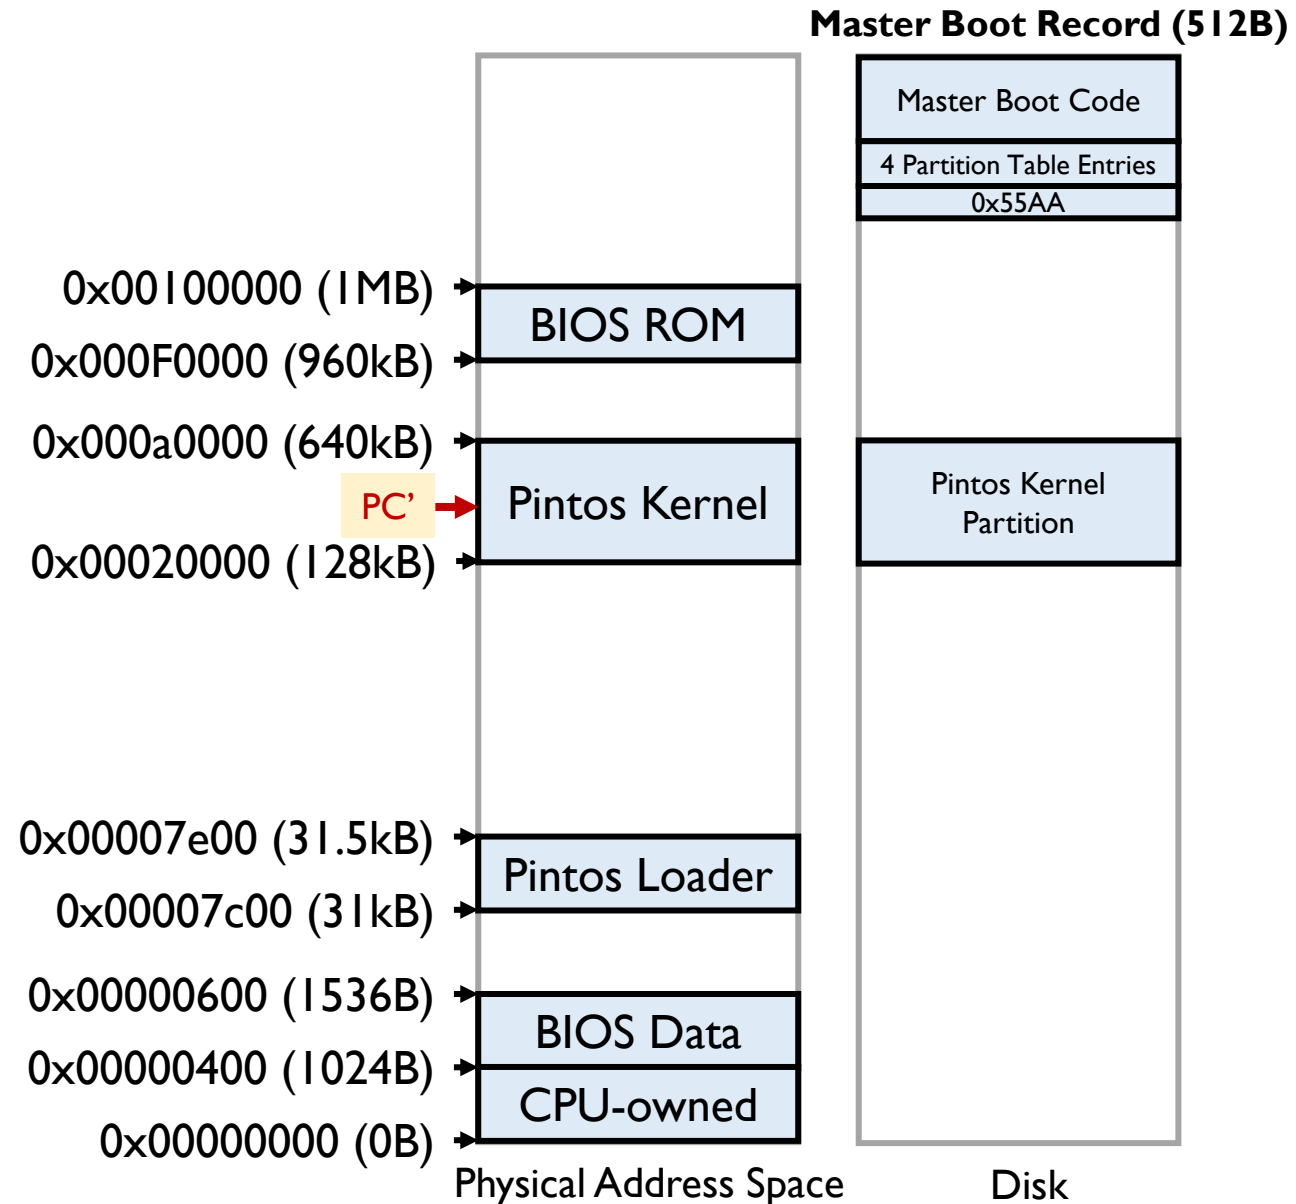 Master Boot Record (512B)
Master Boot Code
4 Partition Table Entries
0x55AA
0x00100000 (1MB)
BIOS ROM
0x000F0000 (960kB)
0x000a0000 (640kB)
PC’
Pintos Kernel
Pintos Kernel
Partition
0x00020000 (128kB)
0x00007e00 (31.5kB)
Pintos Loader
0x00007c00 (31kB)
0x00000600 (1536B)
BIOS Data
0x00000400 (1024B)
CPU-owned
0x00000000 (0B)
Physical Address Space
Disk